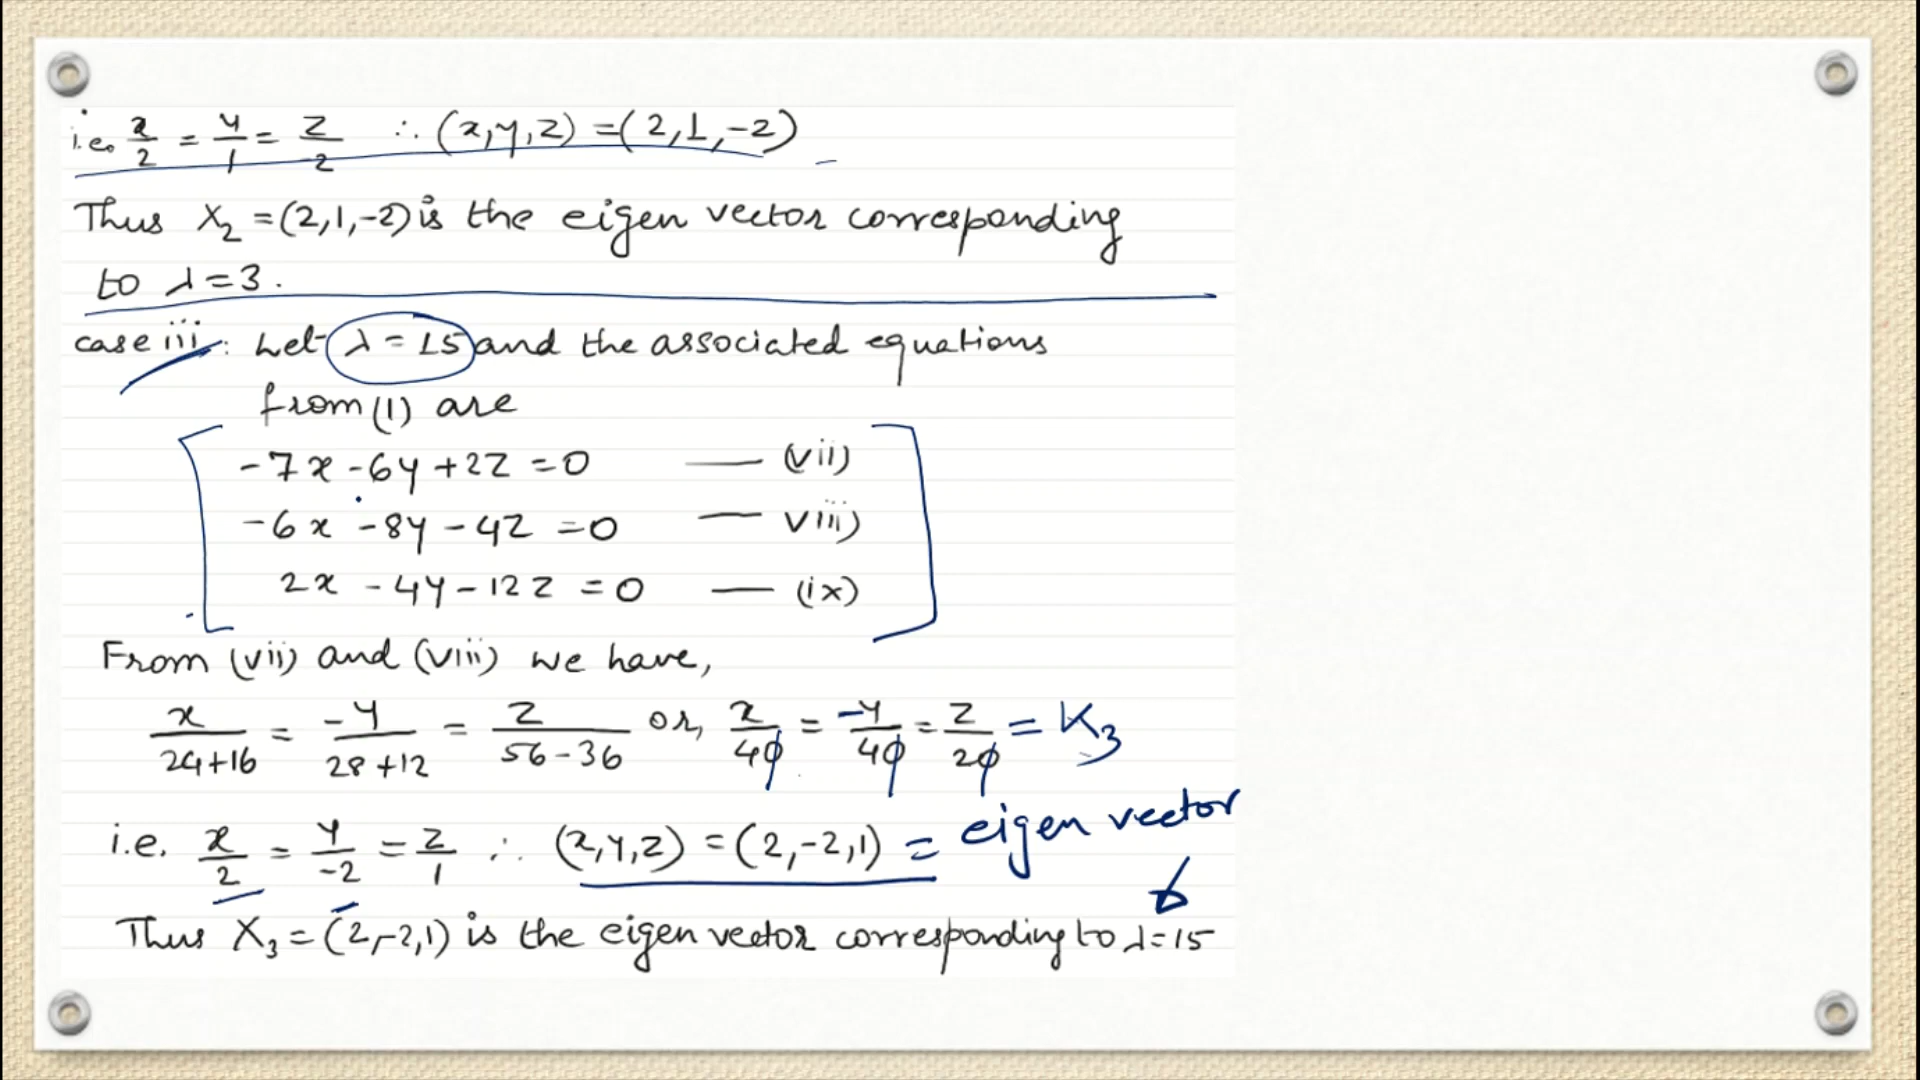 i.e. x/2 = y/1 = z/-2 ∴ (x,y,z) = (2,1,-2)
Thus X₂ = (2,1,-2) is the eigen vector corresponding
to λ = 3.
case iii: Let λ = 15 and the associated equations
from (1) are
-7x - 6y + 2z = 0 — (vii)
-6x - 8y - 4z = 0 — viii)
2x - 4y - 12z = 0 — (ix)
From (vii) and (viii) we have,
x/24+16 = -y/28+12 = z/56-36 or, x/40 = -y/40 = z/20 = K₃
i.e. x/2 = y/-2 = z/1 ∴ (x,y,z) = (2,-2,1) = eigen vector
Thus X₃ = (2,-2,1) is the eigen vector corresponding to λ=15